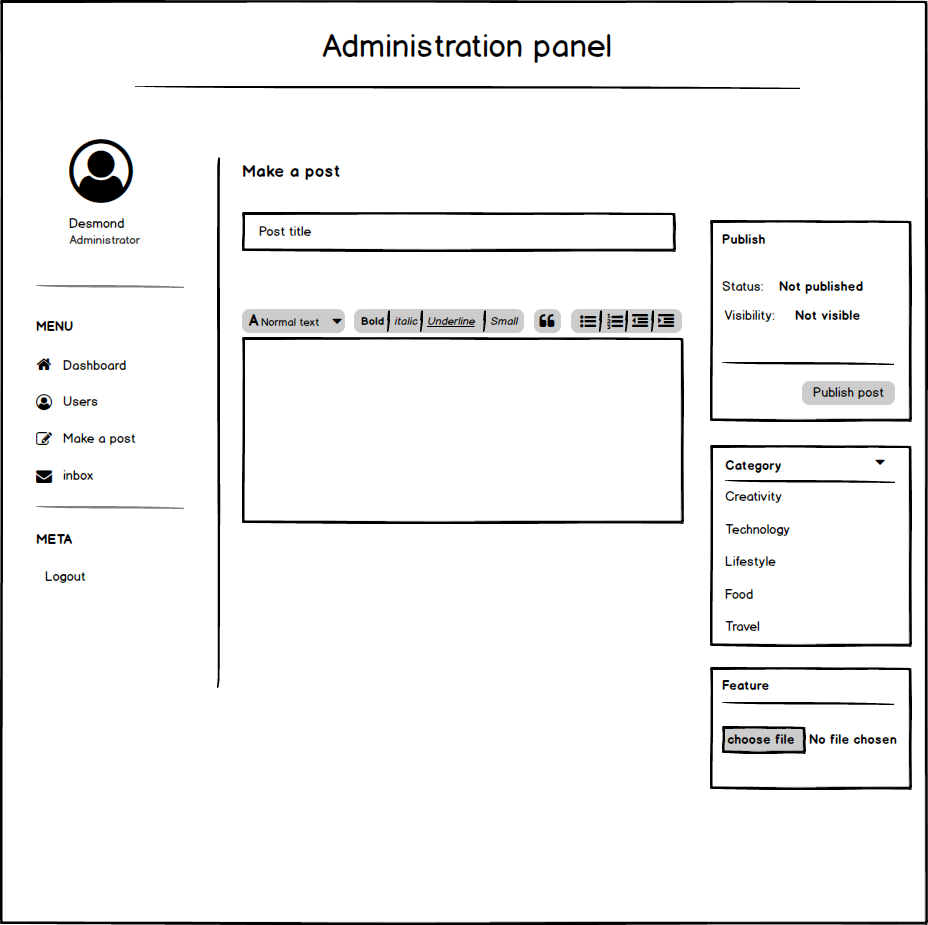 Administration panel
Desmond
Administrator
MENU
Dashboard
Users
Make a post
inbox
META
Logout
Make a post
Post title
A Normal text Bold italic Underline Small
Publish
Status: Not published
Visibility: Not visible
Publish post
Category
Creativity
Technology
Lifestyle
Food
Travel
Feature
choose file No file chosen